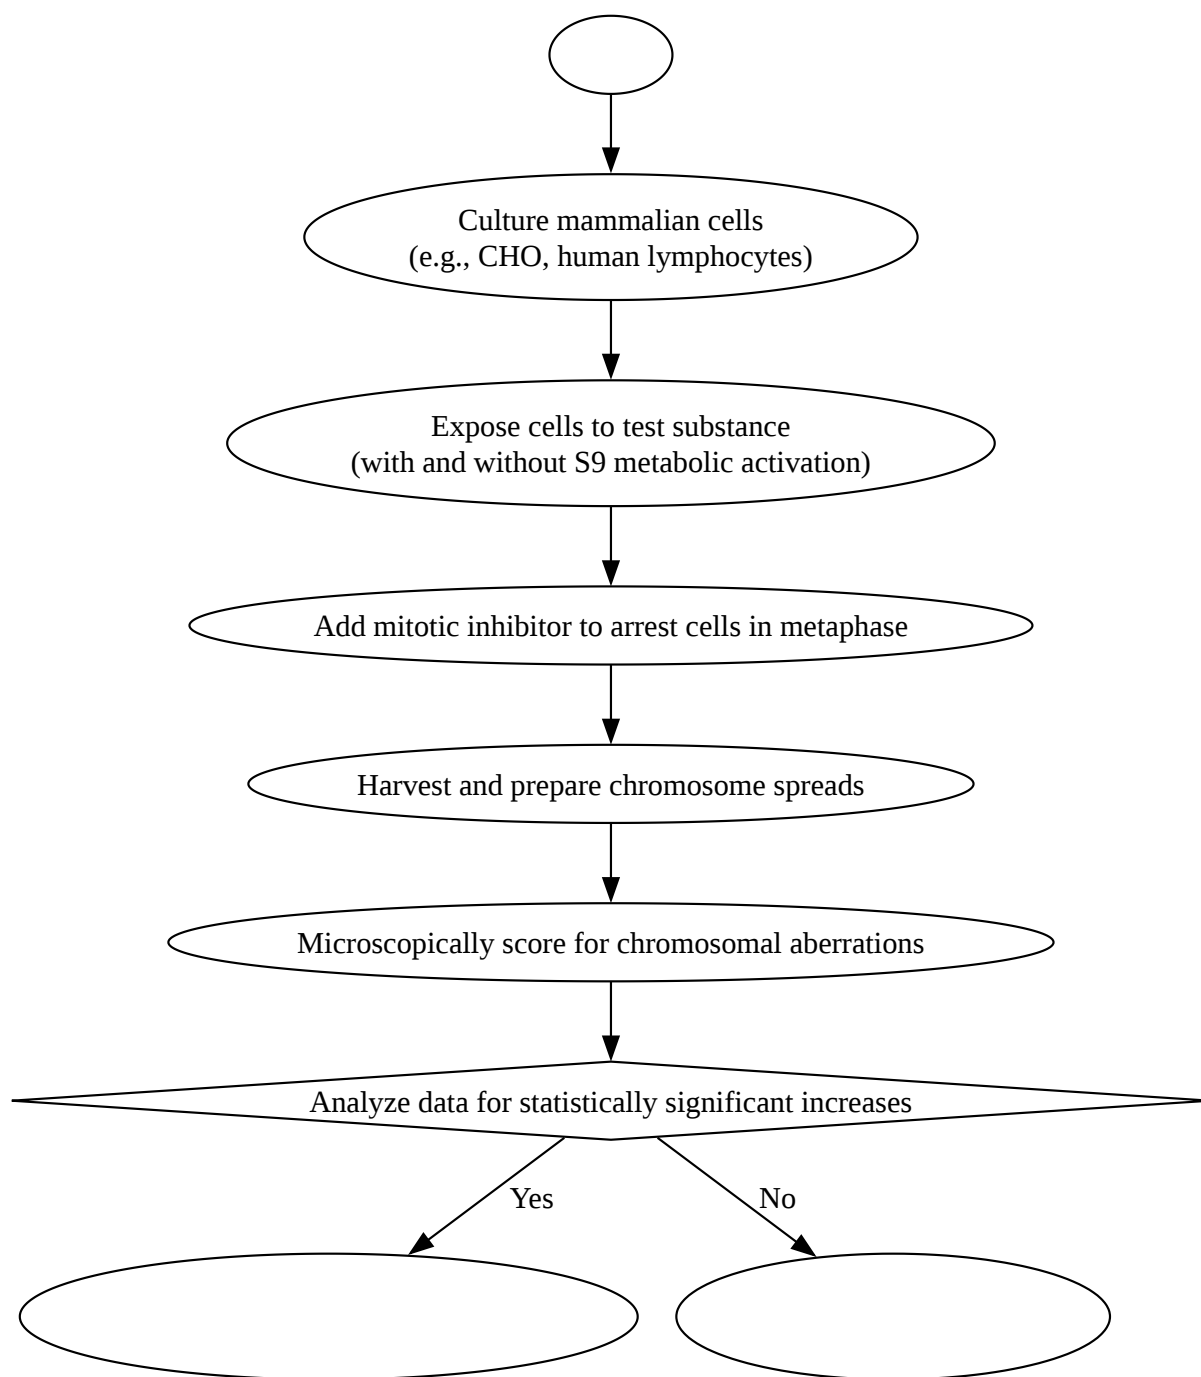 Culture mammalian cells
(e.g., CHO, human lymphocytes)
Expose cells to test substance
(with and without S9 metabolic activation)
Add mitotic inhibitor to arrest cells in metaphase
Harvest and prepare chromosome spreads
Microscopically score for chromosomal aberrations
Analyze data for statistically significant increases
Yes
No